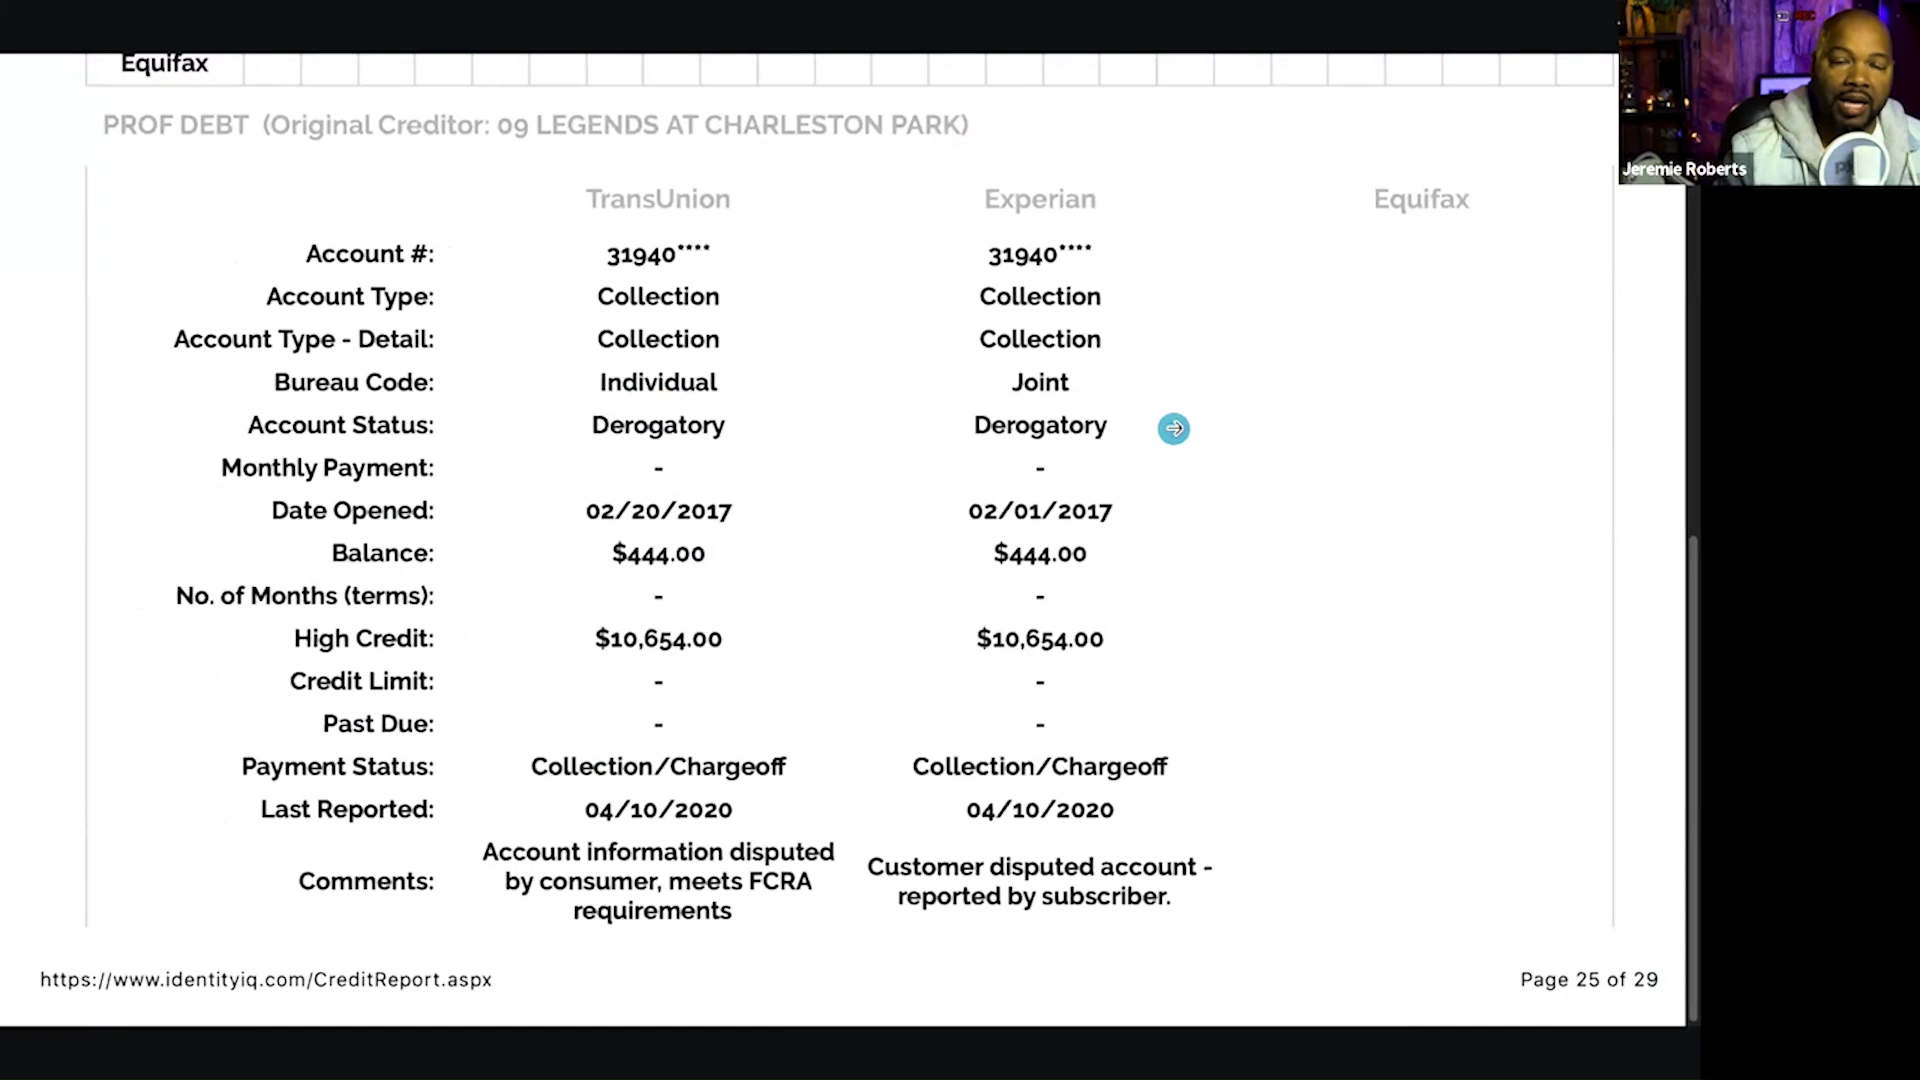 Equifax
PROF DEBT (Original Creditor: 09 LEGENDS AT CHARLESTON PARK)
TransUnion Experian Equifax
Account #: 31940**** 31940****
Account Type: Collection Collection
Account Type - Detail: Collection Collection
Bureau Code: Individual Joint
Account Status: Derogatory Derogatory
Monthly Payment: - -
Date Opened: 02/20/2017 02/01/2017
Balance: $444.00 $444.00
No. of Months (terms): - -
High Credit: $10,654.00 $10,654.00
Credit Limit: - -
Past Due: - -
Payment Status: Collection/Chargeoff Collection/Chargeoff
Last Reported: 04/10/2020 04/10/2020
Comments:
Account information disputed
by consumer, meets FCRA
requirements
Customer disputed account -
reported by subscriber.
https://www.identityiq.com/CreditReport.aspx
Page 25 of 29
REC
Jeremie Roberts